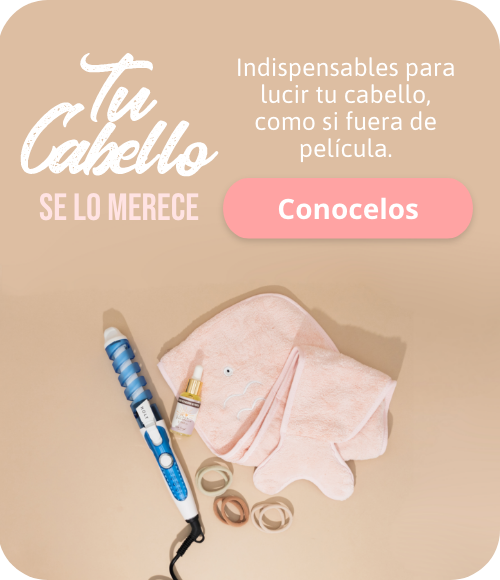 Tu
Cabello
SE LO MERECE
Indispensables para
lucir tu cabello,
como si fuera de
película.
Conocelos